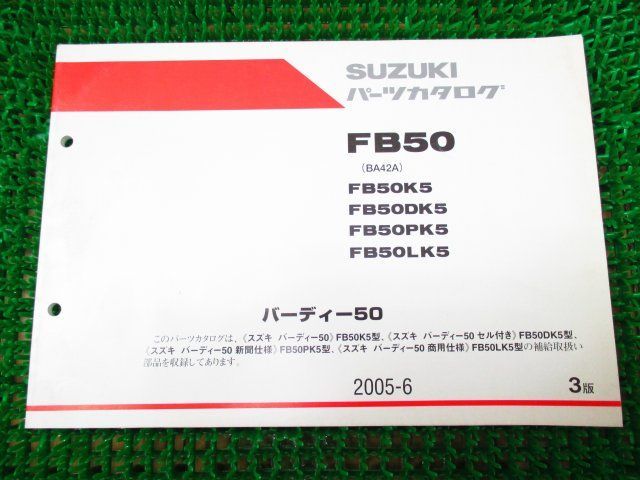 SUZUKI
パーツカタログ
FB50
(BA42A)
FB50K5
FB50DK5
FB50PK5
FB50LK5
バーディー50
このパーツカタログは、《スズキ バーディー50》FB50K5型、《スズキ バーディー50 セル付き》FB50DK5型、
《スズキ バーディー50 新聞仕様》FB50PK5型、《スズキ バーディー50 商用仕様》FB50LK5型の補給取扱い
部品を収録してあります。
2005-6
3版